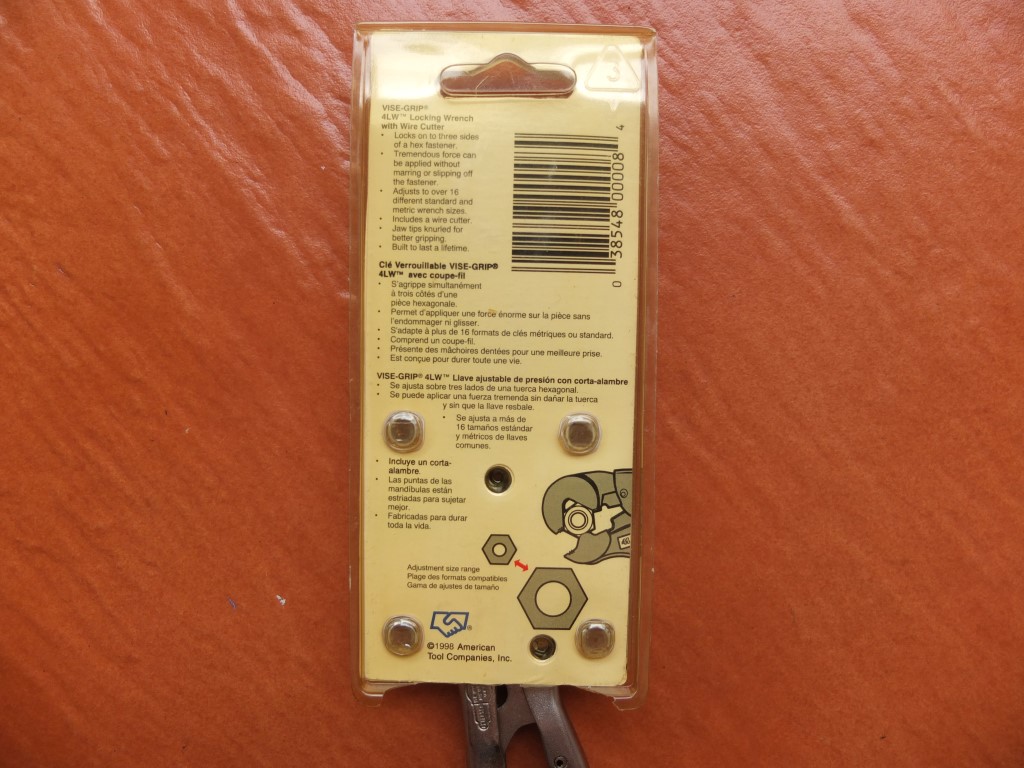 3
VISE-GRIP®
4LW™ Locking Wrench
with Wire Cutter
• Locks on to three sides
of a hex fastener.
• Tremendous force can
be applied without
marring or slipping off
the fastener.
• Adjusts to over 16
different standard and
metric wrench sizes.
• Includes a wire cutter.
• Jaw tips knurled for
better gripping.
• Built to last a lifetime.
0 38548 00008 4
Clé Verrouillable VISE-GRIP®
4LW™ avec coupe-fil
• S'agrippe simultanément
à trois côtés d'une
pièce hexagonale.
• Permet d'appliquer une force énorme sur la pièce sans
l'endommager ni glisser.
• S'adapte à plus de 16 formats de clés métriques ou standard.
• Comprend un coupe-fil.
• Présente des mâchoires dentées pour une meilleure prise.
• Est conçue pour durer toute une vie.
VISE-GRIP® 4LW™ Llave ajustable de presión con corta-alambre
• Se ajusta sobre tres lados de una tuerca hexagonal.
• Se puede aplicar una fuerza tremenda sin dañar la tuerca
y sin que la llave resbale.
• Se ajusta a más de
16 tamaños estándar
y métricos de llaves
comunes.
• Incluye un corta-
alambre.
• Las puntas de las
mandíbulas están
estriadas para sujetar
mejor.
• Fabricadas para durar
toda la vida.
Adjustment size range
Plage des formats compatibles
Gama de ajustes de tamaño
®
©1998 American
Tool Companies, Inc.